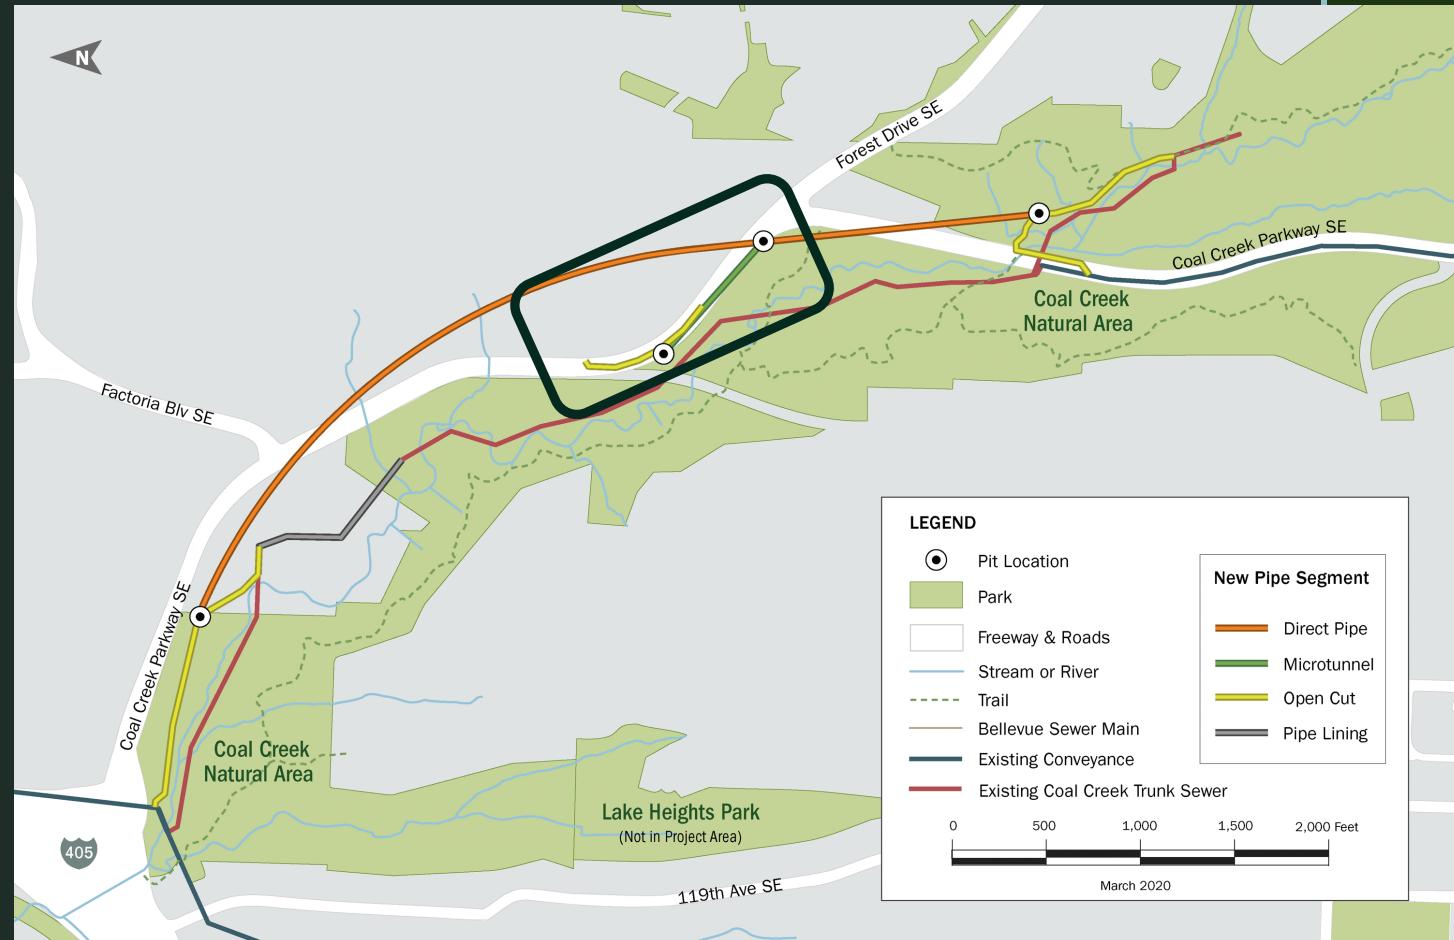 N
Forest Drive SE
Coal Creek Parkway SE
Coal Creek
Natural Area
Factoria Blv SE
Coal Creek Parkway SE
Coal Creek
Natural Area
Lake Heights Park
(Not in Project Area)
405
119th Ave SE
LEGEND
Pit Location
Park
Freeway & Roads
Stream or River
Trail
Bellevue Sewer Main
Existing Conveyance
Existing Coal Creek Trunk Sewer
New Pipe Segment
Direct Pipe
Microtunnel
Open Cut
Pipe Lining
0 500 1,000 1,500 2,000 Feet
March 2020